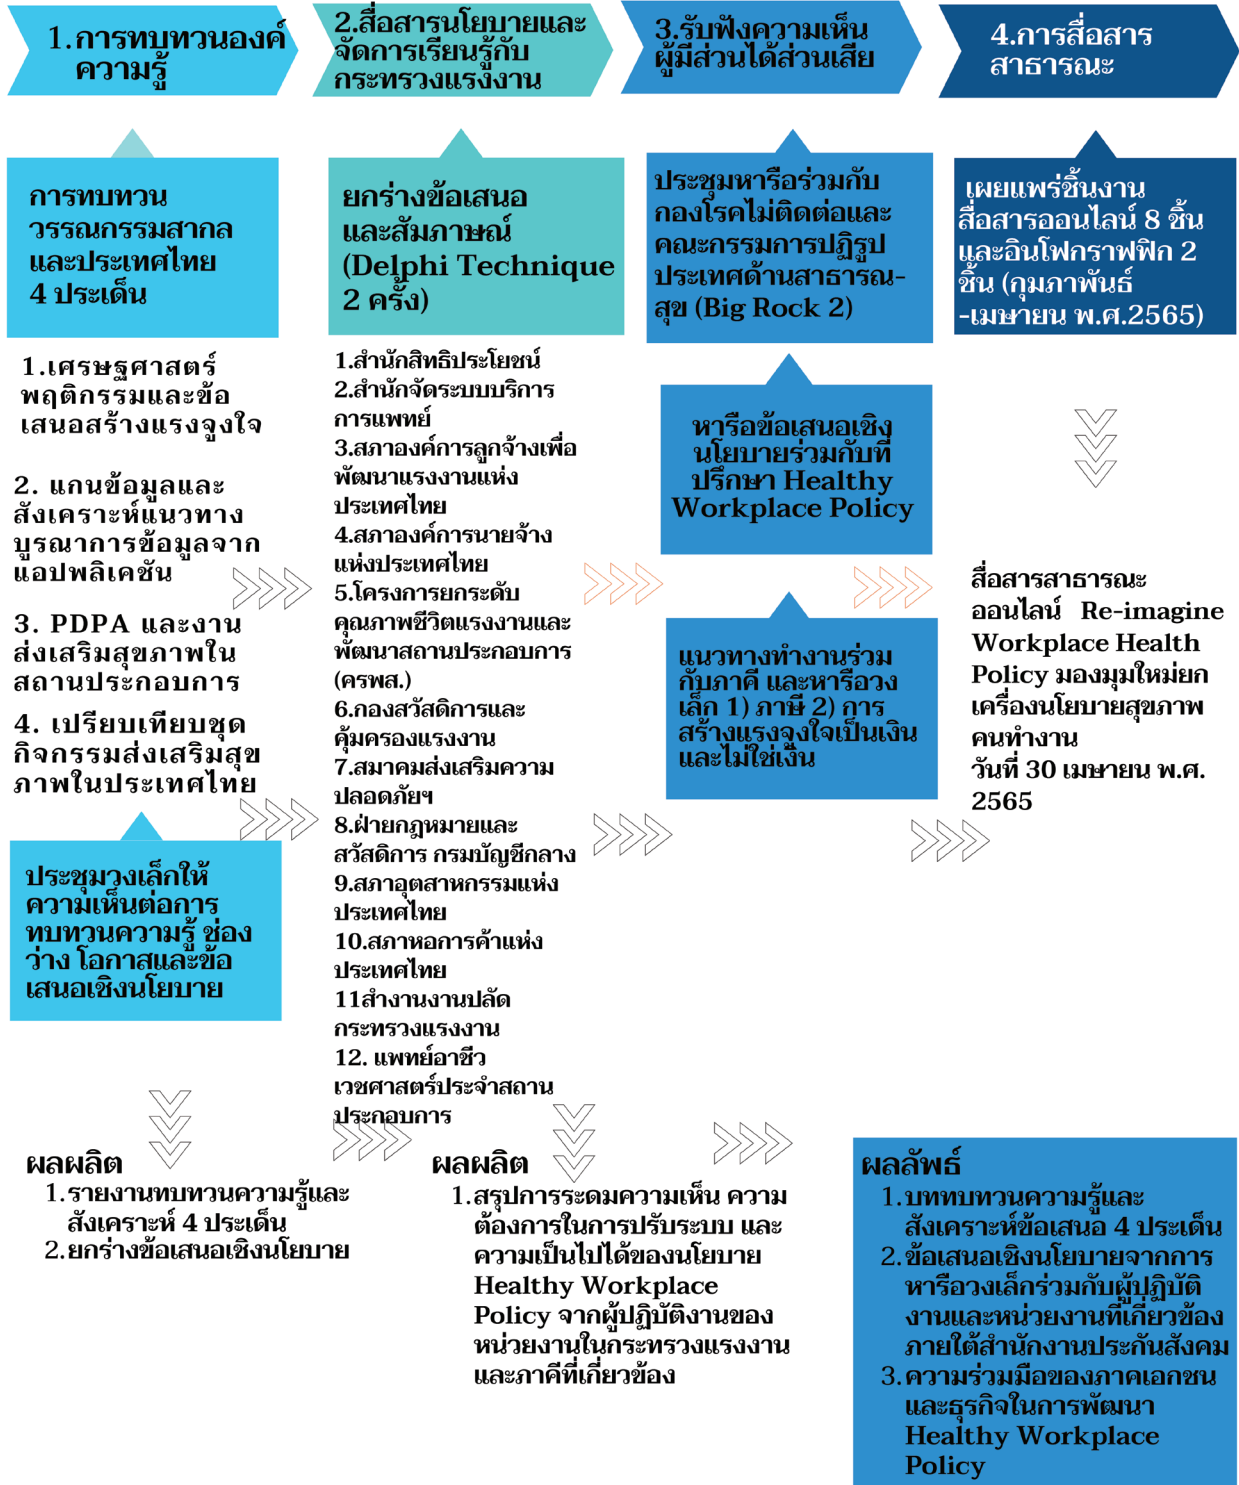 1.การทบทวนองค์
ความรู้
2.สื่อสารนโยบายและ
จัดการเรียนรู้กับ
กระทรวงแรงงาน
3.รับฟังความเห็น
ผู้มีส่วนได้ส่วนเสีย
4.การสื่อสาร
สาธารณะ
การทบทวน
วรรณกรรมสากล
และประเทศไทย
4 ประเด็น
1.เศรษฐศาสตร์
พฤติกรรมและข้อ
เสนอสร้างแรงจูงใจ
2. แกนข้อมูลและ
สังเคราะห์แนวทาง
บูรณาการข้อมูลจาก
แอปพลิเคชัน
3. PDPA และงาน
ส่งเสริมสุขภาพใน
สถานประกอบการ
4. เปรียบเทียบชุด
กิจกรรมส่งเสริมสุข
ภาพในประเทศไทย
ประชุมวงเล็กให้
ความเห็นต่อการ
ทบทวนความรู้ ช่อง
ว่าง โอกาสและข้อ
เสนอเชิงนโยบาย
ยกร่างข้อเสนอ
และสัมภาษณ์
(Delphi Technique
2 ครั้ง)
1.สำนักสิทธิประโยชน์
2.สำนักจัดระบบบริการ
การแพทย์
3.สภาองค์การลูกจ้างเพื่อ
พัฒนาแรงงานแห่ง
ประเทศไทย
4.สภาองค์การนายจ้าง
แห่งประเทศไทย
5.โครงการยกระดับ
คุณภาพชีวิตแรงงานและ
พัฒนาสถานประกอบการ
(ครพส.)
6.กองสวัสดิการและ
คุ้มครองแรงงาน
7.สมาคมส่งเสริมความ
ปลอดภัยฯ
8.ฝ่ายกฎหมายและ
สวัสดิการ กรมบัญชีกลาง
9.สภาอุตสาหกรรมแห่ง
ประเทศไทย
10.สภาหอการค้าแห่ง
ประเทศไทย
11สำงานงานปลัด
กระทรวงแรงงาน
12. แพทย์อาชีว
เวชศาสตร์ประจำสถาน
ประกอบการ
ประชุมหารือร่วมกับ
กองโรคไม่ติดต่อและ
คณะกรรมการปฏิรูป
ประเทศด้านสาธารณ-
สุข (Big Rock 2)
หารือข้อเสนอเชิง
นโยบายร่วมกับที่
ปรึกษา Healthy
Workplace Policy
แนวทางทำงานร่วม
กับภาคี และหารือวง
เล็ก 1) ภาษี 2) การ
สร้างแรงจูงใจเป็นเงิน
และไม่ใช่เงิน
เผยแพร่ชิ้นงาน
สื่อสารออนไลน์ 8 ชิ้น
และอินโฟกราฟฟิก 2
ชิ้น (กุมภาพันธ์
-เมษายน พ.ศ.2565)
สื่อสารสาธารณะ
ออนไลน์ Re-imagine
Workplace Health
Policy มองมุมใหม่ยก
เครื่องนโยบายสุขภาพ
คนทำงาน
วันที่ 30 เมษายน พ.ศ.
2565
ผลผลิต
1.รายงานทบทวนความรู้และ
สังเคราะห์ 4 ประเด็น
2.ยกร่างข้อเสนอเชิงนโยบาย
ผลผลิต
1.สรุปการระดมความเห็น ความ
ต้องการในการปรับระบบ และ
ความเป็นไปได้ของนโยบาย
Healthy Workplace
Policy จากผู้ปฏิบัติงานของ
หน่วยงานในกระทรวงแรงงาน
และภาคีที่เกี่ยวข้อง
ผลลัพธ์
1.บททบทวนความรู้และ
สังเคราะห์ข้อเสนอ 4 ประเด็น
2.ข้อเสนอเชิงนโยบายจากการ
หารือวงเล็กร่วมกับผู้ปฏิบัติ
งานและหน่วยงานที่เกี่ยวข้อง
ภายใต้สำนักงานประกันสังคม
3.ความร่วมมือของภาคเอกชน
และธุรกิจในการพัฒนา
Healthy Workplace
Policy